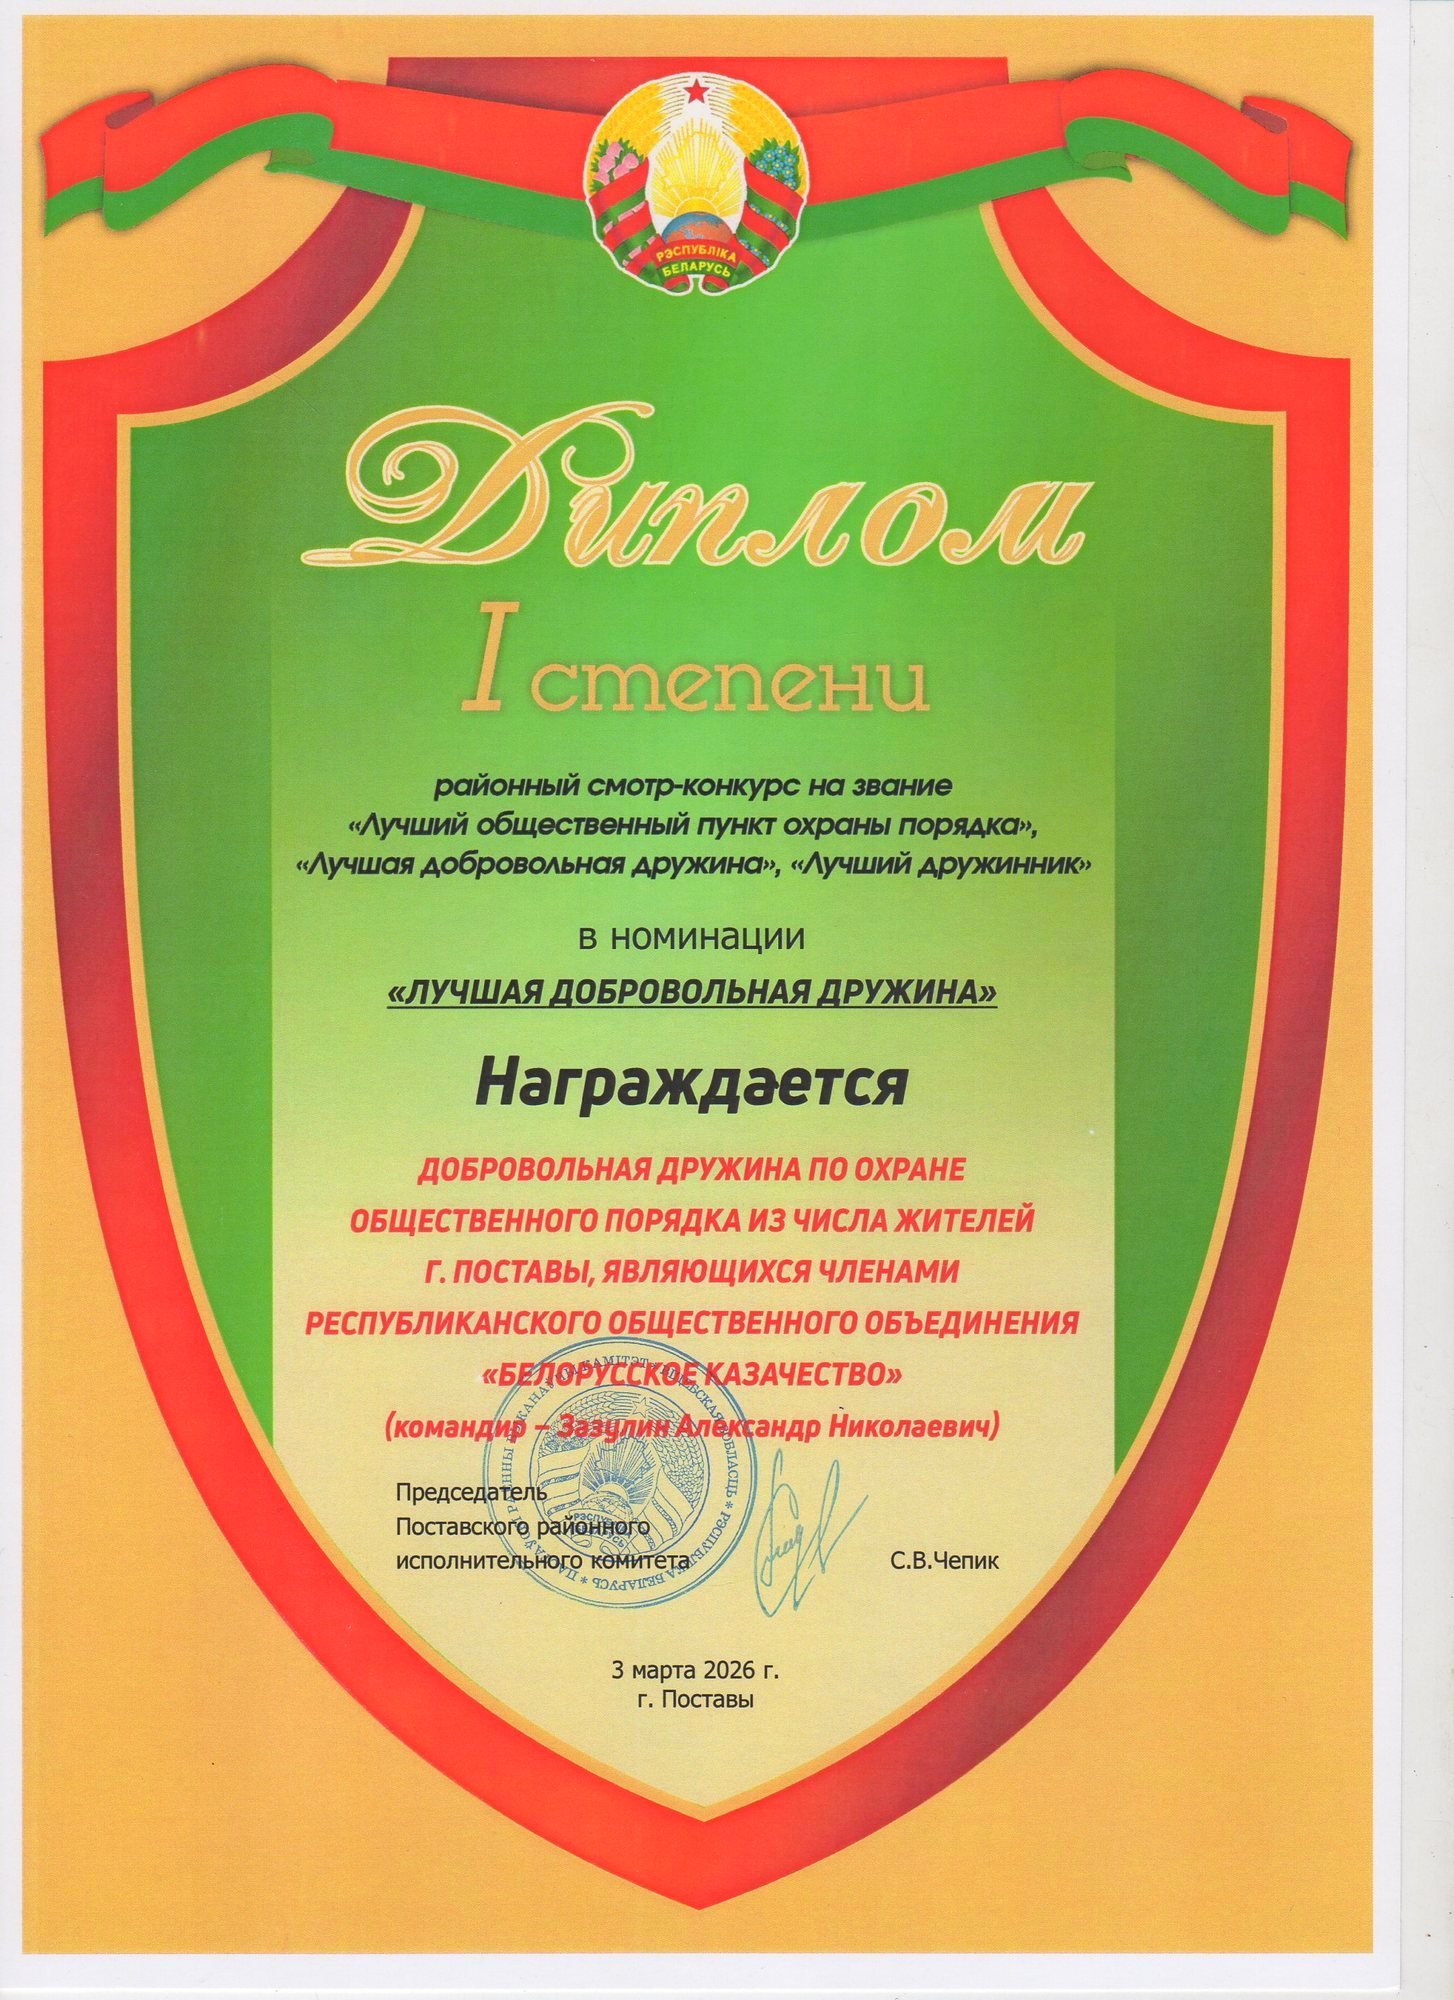 РЭСПУБЛІКА
БЕЛАРУСЬ
Диплом
I степени
районный смотр-конкурс на звание
«Лучший общественный пункт охраны порядка»,
«Лучшая добровольная дружина», «Лучший дружинник»
в номинации
«ЛУЧШАЯ ДОБРОВОЛЬНАЯ ДРУЖИНА»
Награждается
ДОБРОВОЛЬНАЯ ДРУЖИНА ПО ОХРАНЕ
ОБЩЕСТВЕННОГО ПОРЯДКА ИЗ ЧИСЛА ЖИТЕЛЕЙ
Г. ПОСТАВЫ, ЯВЛЯЮЩИХСЯ ЧЛЕНАМИ
РЕСПУБЛИКАНСКОГО ОБЩЕСТВЕННОГО ОБЪЕДИНЕНИЯ
«БЕЛОРУССКОЕ КАЗАЧЕСТВО»
(командир – Зазулин Александр Николаевич)
Председатель
Поставского районного
исполнительного комитета
С.В.Чепик
РЭСПУБЛІКА БЕЛАРУСЬ
3 марта 2026 г.
г. Поставы